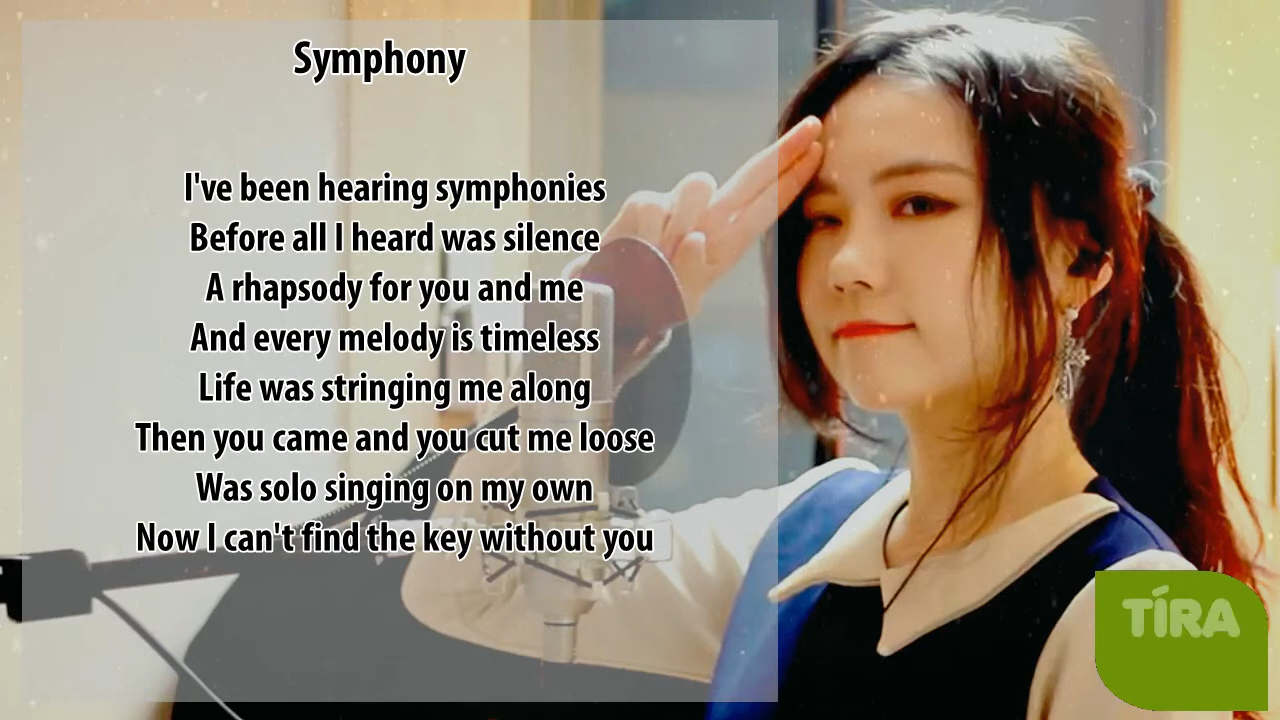 Symphony
I've been hearing symphonies
Before all I heard was silence
A rhapsody for you and me
And every melody is timeless
Life was stringing me along
Then you came and you cut me loose
Was solo singing on my own
Now I can't find the key without you
TÍRA